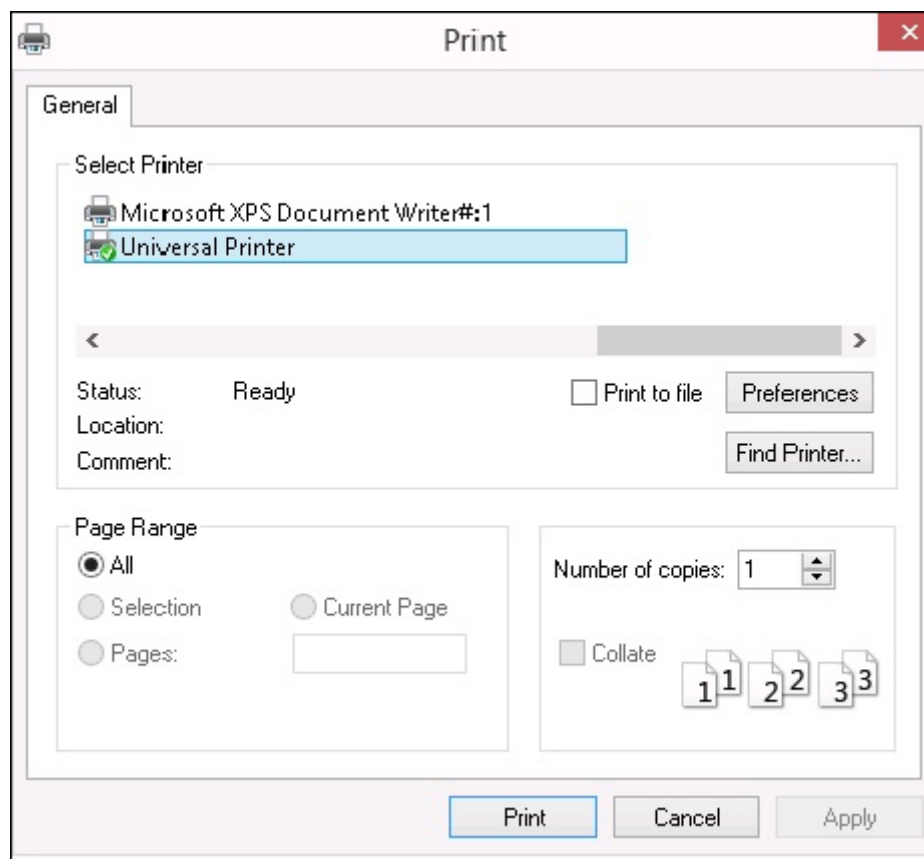 Print
General
Select Printer
Microsoft XPS Document Writer#:1
Universal Printer
Status: Ready
Print to file
Preferences
Location:
Comment:
Find Printer...
Page Range
All
Selection
Current Page
Pages:
Number of copies: 1
Collate
1 1 2 2 3 3
Print
Cancel
Apply